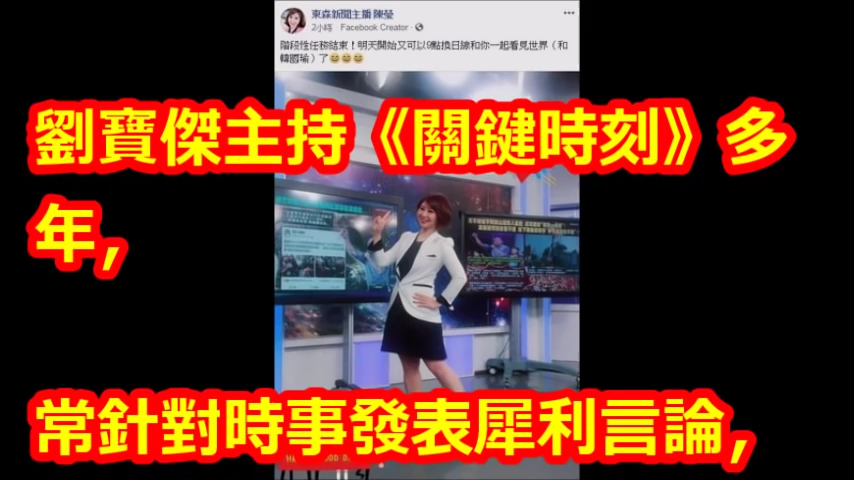 東森新聞主播 陳瑩
2小時 · Facebook Creator ·
階段性任務結束！明天開始又可以9點換日線和你一起看見世界（和
韓國瑜）了😄😄😄
劉寶傑主持《關鍵時刻》多
年,
常針對時事發表犀利言論,